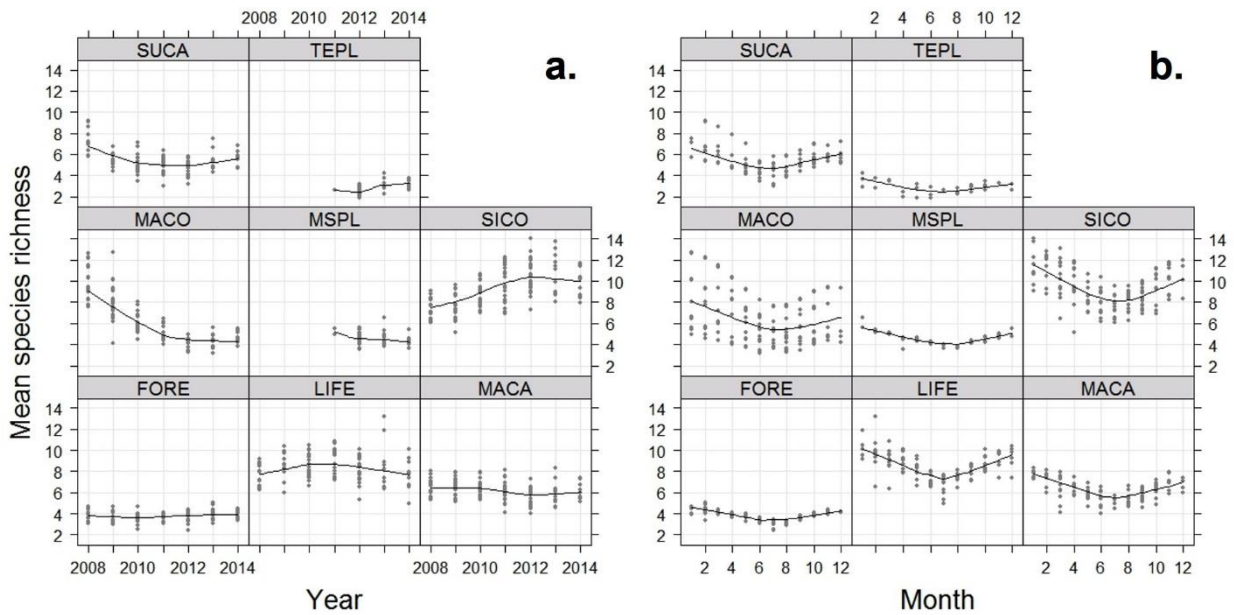 2008 2010 2012 2014
2 4 6 8 10 12
SUCA TEPL
a.
SUCA TEPL
b.
14
12
10
8
6
4
2
14
12
10
8
6
4
2
Mean species richness
MACO MSPL SICO
MACO MSPL SICO
14
12
10
8
6
4
2
14
12
10
8
6
4
2
FORE LIFE MACA
FORE LIFE MACA
14
12
10
8
6
4
2
14
12
10
8
6
4
2
2008 2010 2012 2014 2008 2010 2012 2014
2 4 6 8 10 12 2 4 6 8 10 12
Year
Month